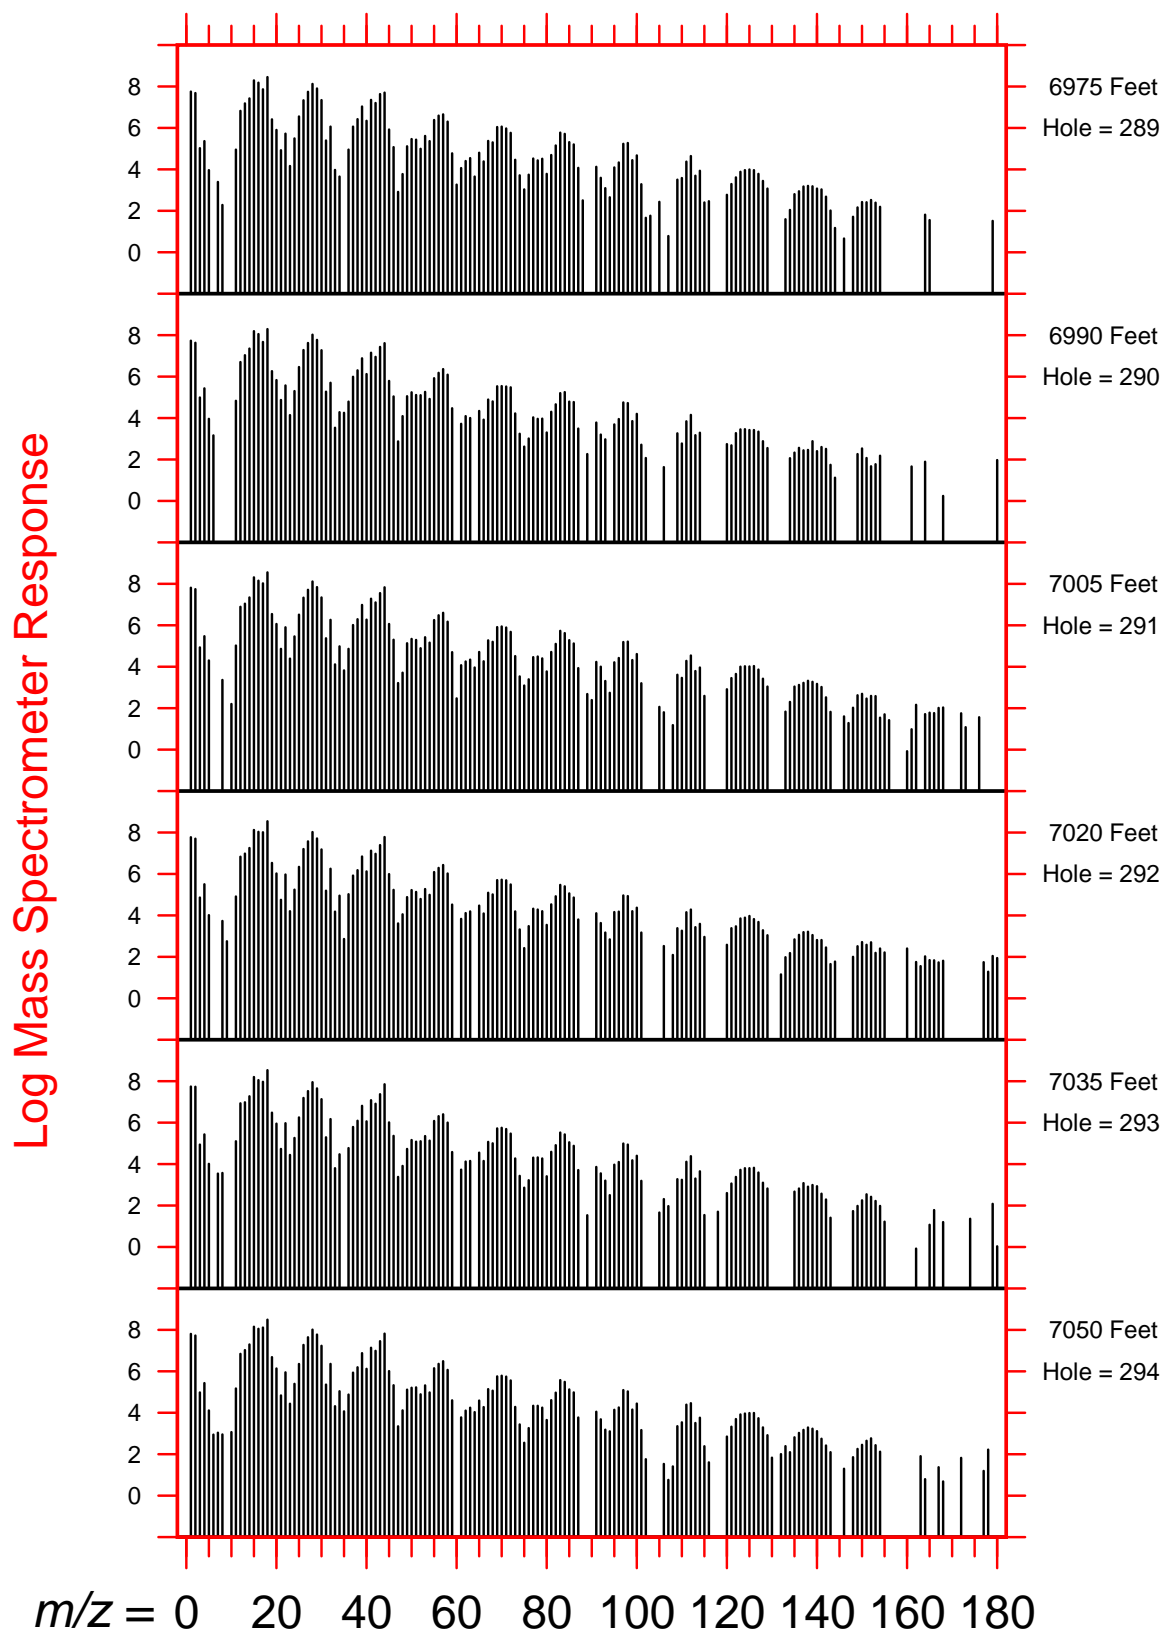 Log Mass Spectrometer Response
8
6975 Feet
6
Hole = 289
4
2
0
8
6990 Feet
6
Hole = 290
4
2
0
8
7005 Feet
6
Hole = 291
4
2
0
8
7020 Feet
6
Hole = 292
4
2
0
8
7035 Feet
6
Hole = 293
4
2
0
8
7050 Feet
6
Hole = 294
4
2
0
m/z = 0 20 40 60 80 100 120 140 160 180